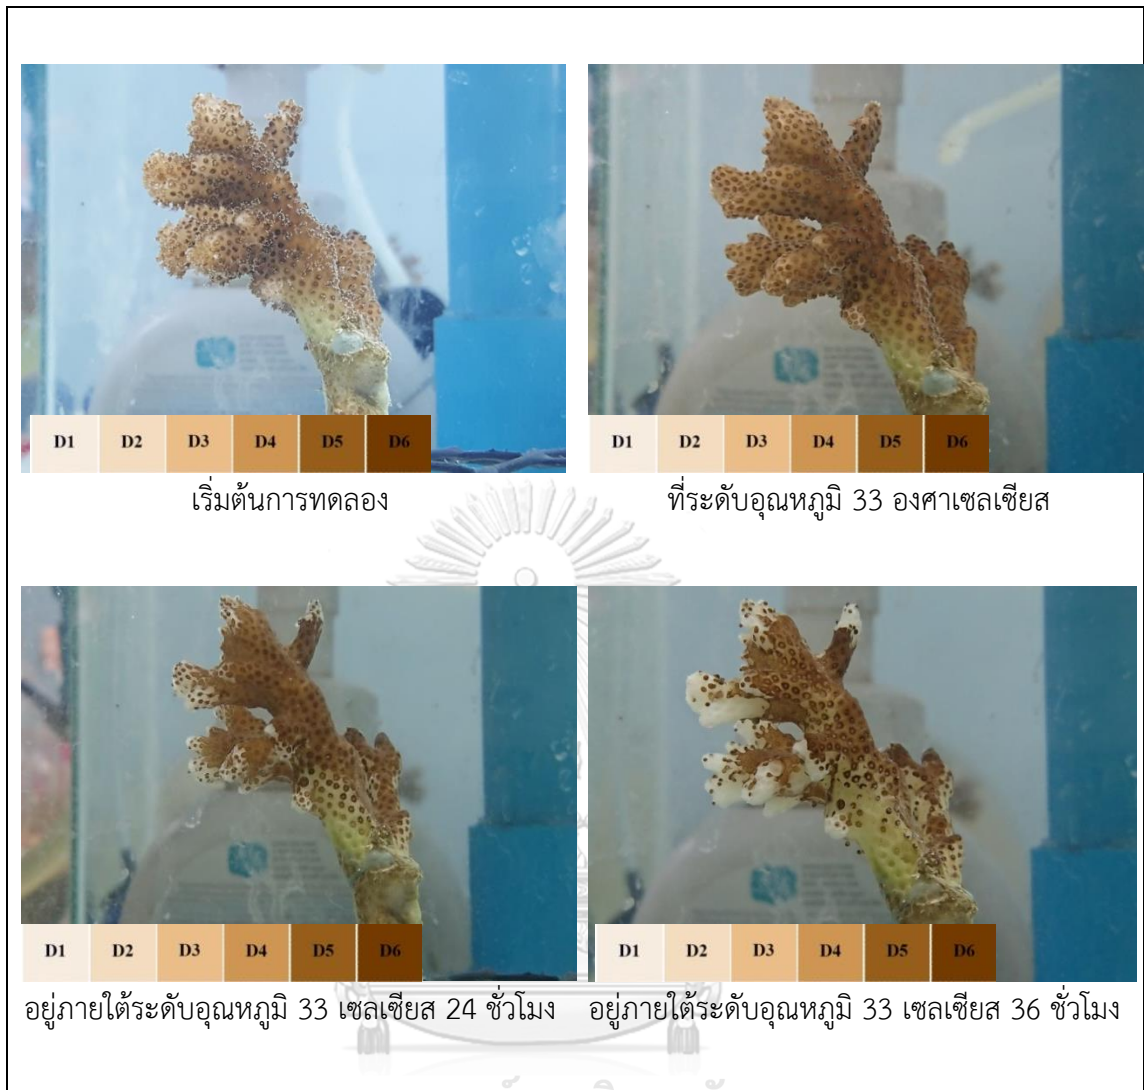 D1 D2 D3 D4 D5 D6
D1 D2 D3 D4 D5 D6
เริ่มต้นการทดลอง
ที่ระดับอุณหภูมิ 33 องศาเซลเซียส
D1 D2 D3 D4 D5 D6
D1 D2 D3 D4 D5 D6
อยู่ภายใต้ระดับอุณหภูมิ 33 เซลเซียส 24 ชั่วโมง
อยู่ภายใต้ระดับอุณหภูมิ 33 เซลเซียส 36 ชั่วโมง